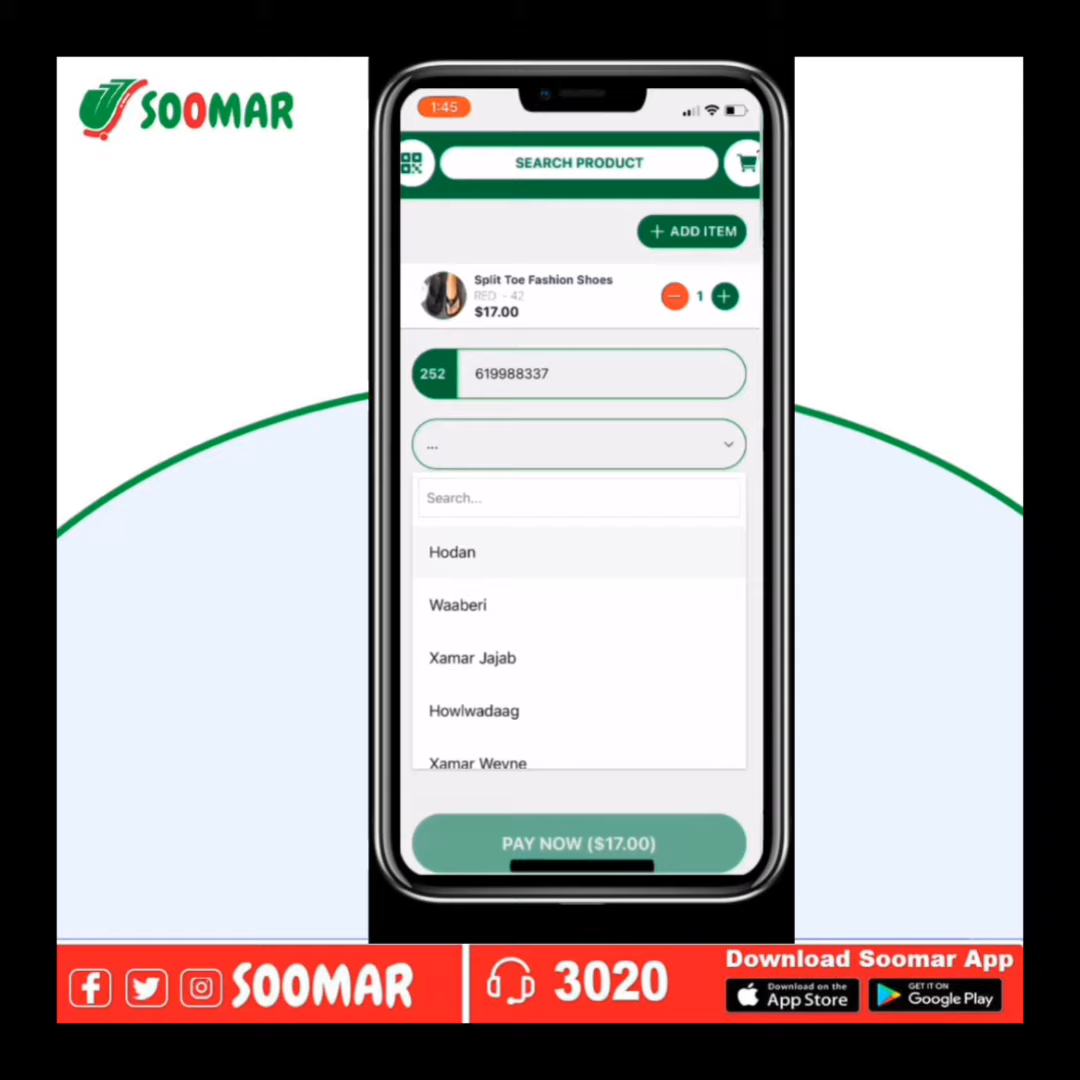 SOOMAR
1:45
SEARCH PRODUCT
+ ADD ITEM
Split Toe Fashion Shoes
RED - 42
$17.00
1
252 619988337
...
Search...
Hodan
Waaberi
Xamar Jajab
Howlwadaag
Xamar Weyne
PAY NOW ($17.00)
SOOMAR
3020
Download Soomar App
Download on the
App Store
GET IT ON
Google Play